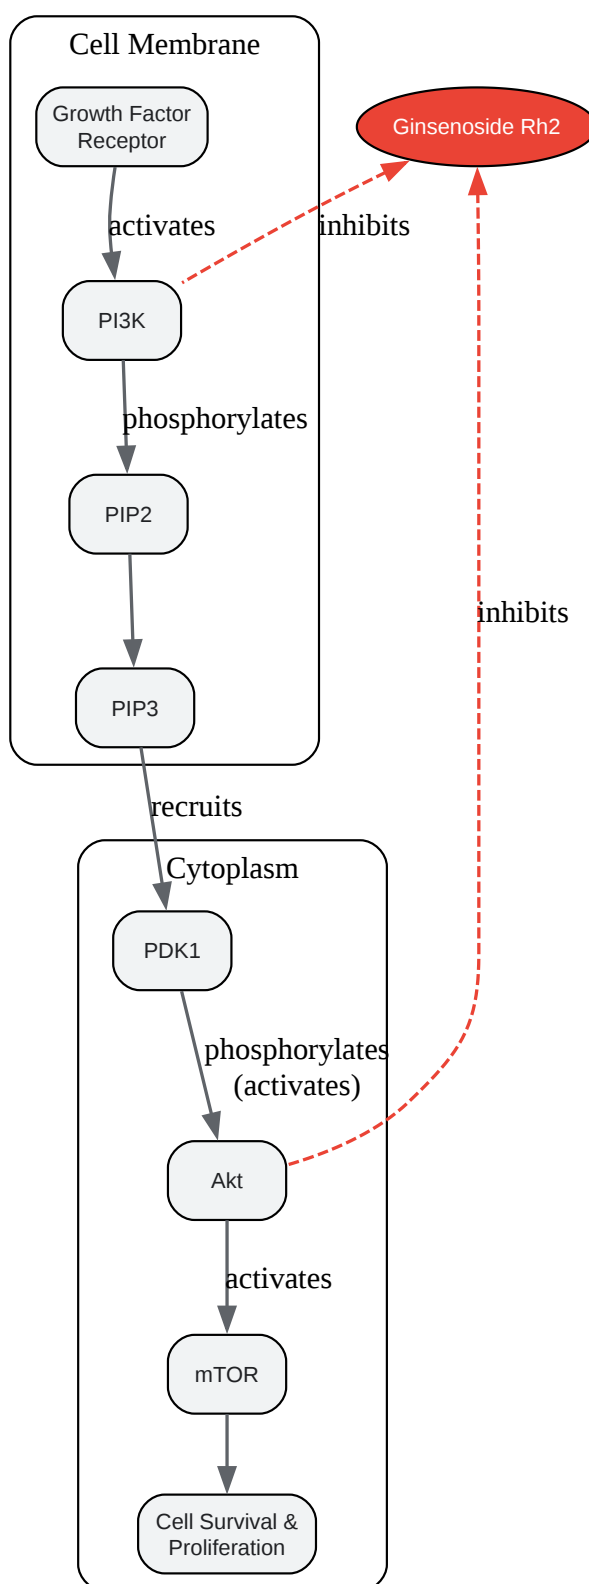 Cell Membrane
Growth Factor
Receptor
Ginsenoside Rh2
activates
inhibits
PI3K
phosphorylates
PIP2
inhibits
PIP3
recruits
Cytoplasm
PDK1
phosphorylates
(activates)
Akt
activates
mTOR
Cell Survival &
Proliferation